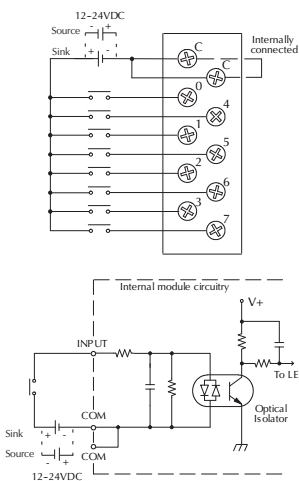 12–24VDC
Source - +
Sink + -
Internally
connected
C
C
0
4
1
5
2
6
3
7
Internal module circuitry
V+
INPUT
To LE
Optical
Isolator
COM
Sink + -
Source - +
COM
12–24VDC